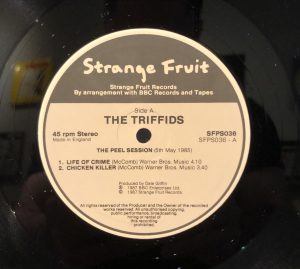 Strange Fruit
Strange Fruit Records
By arrangement with BBC Records and Tapes
Side A
THE TRIFFIDS
45 rpm Stereo
Made in England
SFPS036
SFPS036 - A
THE PEEL SESSION (5th May 1985)
1. LIFE OF CRIME (McComb) Warner Bros. Music 4.10
2. CHICKEN KILLER (McComb) Warner Bros. Music 3.40
Produced by Dale Griffin
℗ 1987 BBC Enterprises Ltd.
© 1987 Strange Fruit Records
All rights reserved of the Producer and the Owner of the recorded
works reserved. All unauthorised copying,
public performance, broadcasting,
hiring or rental of
this recording
prohibited.